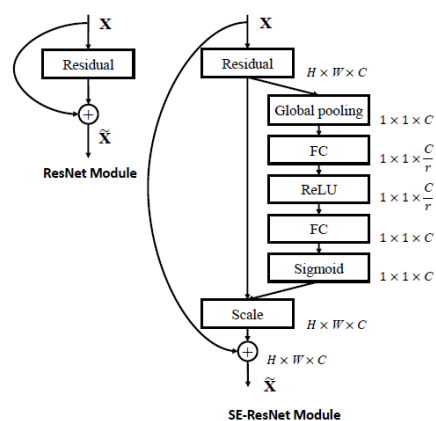 X
Residual
+
X̃
ResNet Module
X
Residual
H × W × C
Global pooling
1 × 1 × C
FC
1 × 1 × C/r
ReLU
1 × 1 × C/r
FC
1 × 1 × C
Sigmoid
1 × 1 × C
Scale
H × W × C
+
H × W × C
X̃
SE-ResNet Module